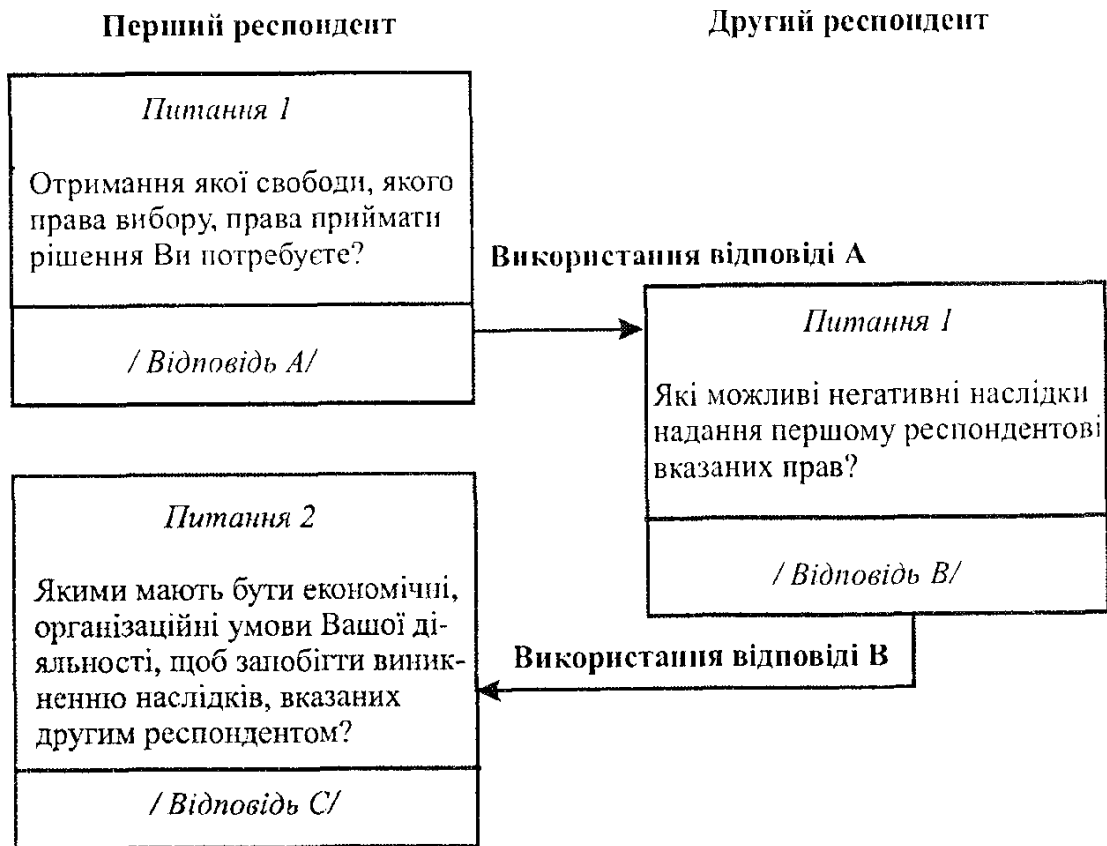 Перший респондент
Другий респондент
Питання 1
Отримання якої свободи, якого
права вибору, права приймати
рішення Ви потребуєте?
/ Відповідь А/
Використання відповіді А
Питання 1
Які можливі негативні наслідки
надання першому респондентові
вказаних прав?
/ Відповідь В/
Використання відповіді В
Питання 2
Якими мають бути економічні,
організаційні умови Вашої ді-
яльності, щоб запобігти виник-
ненню наслідків, вказаних
другим респондентом?
/ Відповідь С/